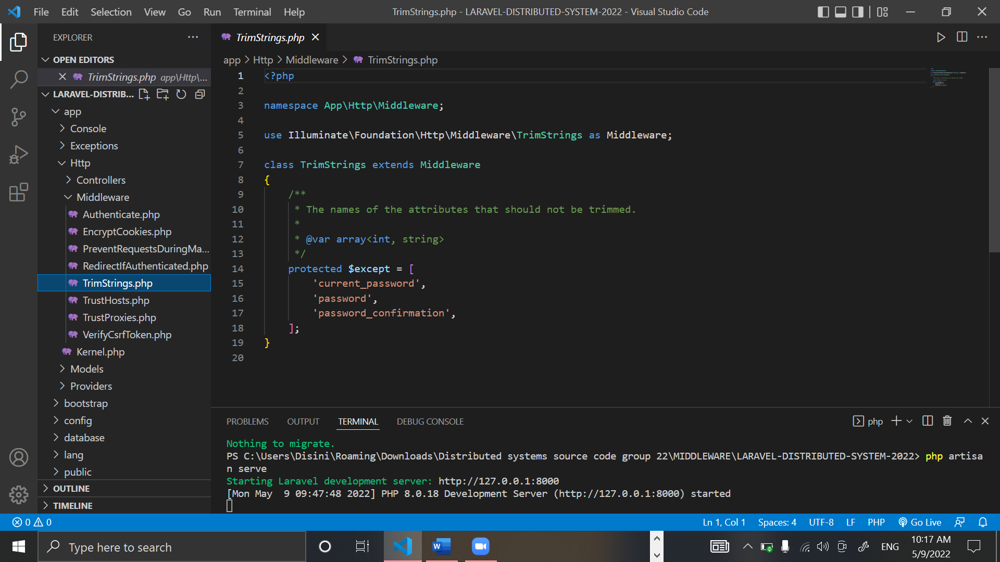 File Edit Selection View Go Run Terminal Help
TrimStrings.php - LARAVEL-DISTRIBUTED-SYSTEM-2022 - Visual Studio Code
EXPLORER
OPEN EDITORS
TrimStrings.php app\Http\...
LARAVEL-DISTRIB...
app
Console
Exceptions
Http
Controllers
Middleware
Authenticate.php
EncryptCookies.php
PreventRequestsDuringMa...
RedirectIfAuthenticated.php
TrimStrings.php
TrustHosts.php
TrustProxies.php
VerifyCsrfToken.php
Kernel.php
Models
Providers
bootstrap
config
database
lang
public
OUTLINE
TIMELINE
TrimStrings.php
app > Http > Middleware > TrimStrings.php
1 <?php
2
3 namespace App\Http\Middleware;
4
5 use Illuminate\Foundation\Http\Middleware\TrimStrings as Middleware;
6
7 class TrimStrings extends Middleware
8 {
9 /**
10 * The names of the attributes that should not be trimmed.
11 *
12 * @var array<int, string>
13 */
14 protected $except = [
15 'current_password',
16 'password',
17 'password_confirmation',
18 ];
19 }
20
PROBLEMS OUTPUT TERMINAL DEBUG CONSOLE
php
Nothing to migrate.
PS C:\Users\Disini\Roaming\Downloads\Distributed systems source code group 22\MIDDLEWARE\LARAVEL-DISTRIBUTED-SYSTEM-2022> php artisa
n serve
Starting Laravel development server: http://127.0.0.1:8000
[Mon May  9 09:47:48 2022] PHP 8.0.18 Development Server (http://127.0.0.1:8000) started
0 0
Ln 1, Col 1 Spaces: 4 UTF-8 LF PHP Go Live
Type here to search
W
ENG
10:17 AM
5/9/2022